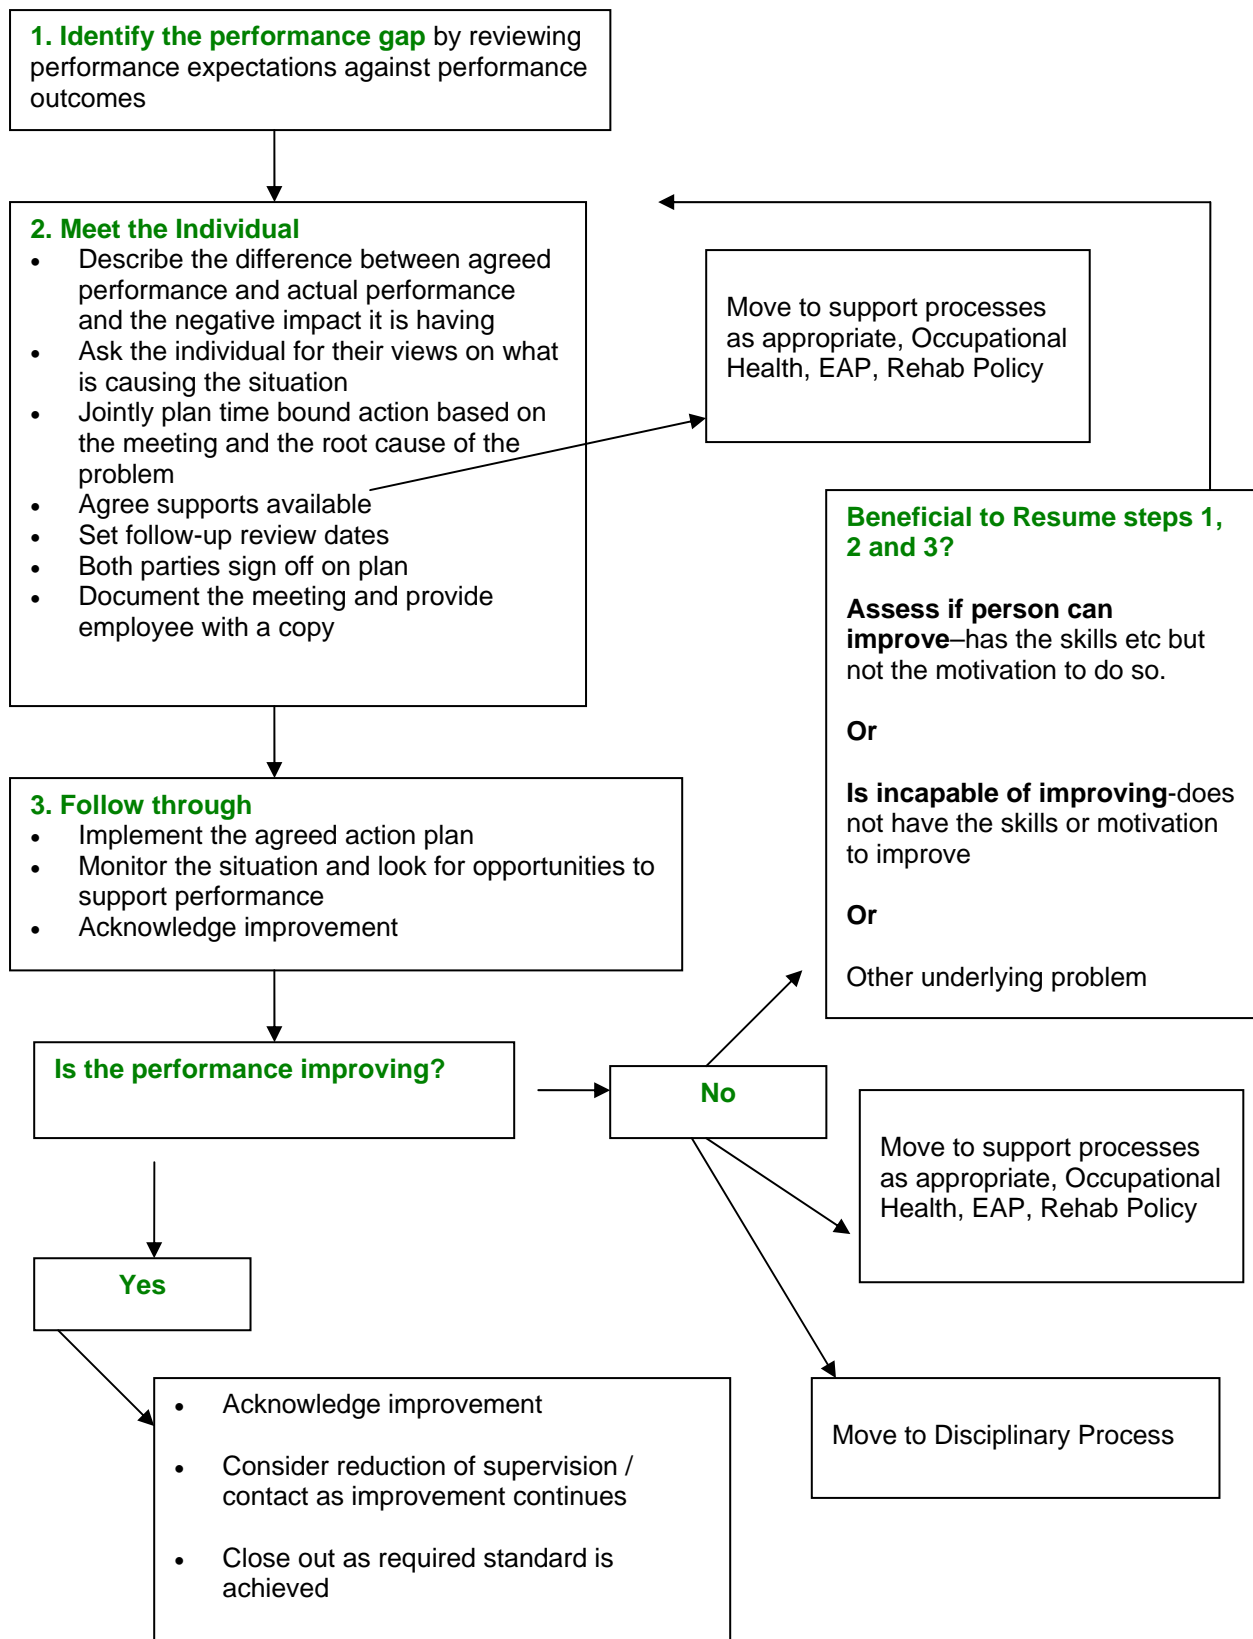 1. Identify the performance gap by reviewing
performance expectations against performance
outcomes
2. Meet the Individual
• Describe the difference between agreed
performance and actual performance
and the negative impact it is having
• Ask the individual for their views on what
is causing the situation
• Jointly plan time bound action based on
the meeting and the root cause of the
problem
• Agree supports available
• Set follow-up review dates
• Both parties sign off on plan
• Document the meeting and provide
employee with a copy
Move to support processes
as appropriate, Occupational
Health, EAP, Rehab Policy
Beneficial to Resume steps 1,
2 and 3?
Assess if person can
improve–has the skills etc but
not the motivation to do so.
Or
Is incapable of improving-does
not have the skills or motivation
to improve
Or
Other underlying problem
3. Follow through
• Implement the agreed action plan
• Monitor the situation and look for opportunities to
support performance
• Acknowledge improvement
Is the performance improving?
No
Move to support processes
as appropriate, Occupational
Health, EAP, Rehab Policy
Yes
• Acknowledge improvement
• Consider reduction of supervision /
contact as improvement continues
• Close out as required standard is
achieved
Move to Disciplinary Process